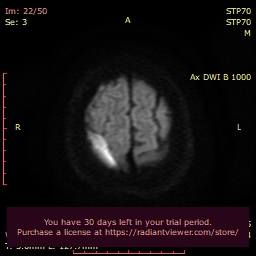 Im: 22/50
Se: 3
A
STP70
STP70
M
Ax DWI B 1000
R
L
You have 30 days left in your trial period.
Purchase a license at https://radiantviewer.com/store/